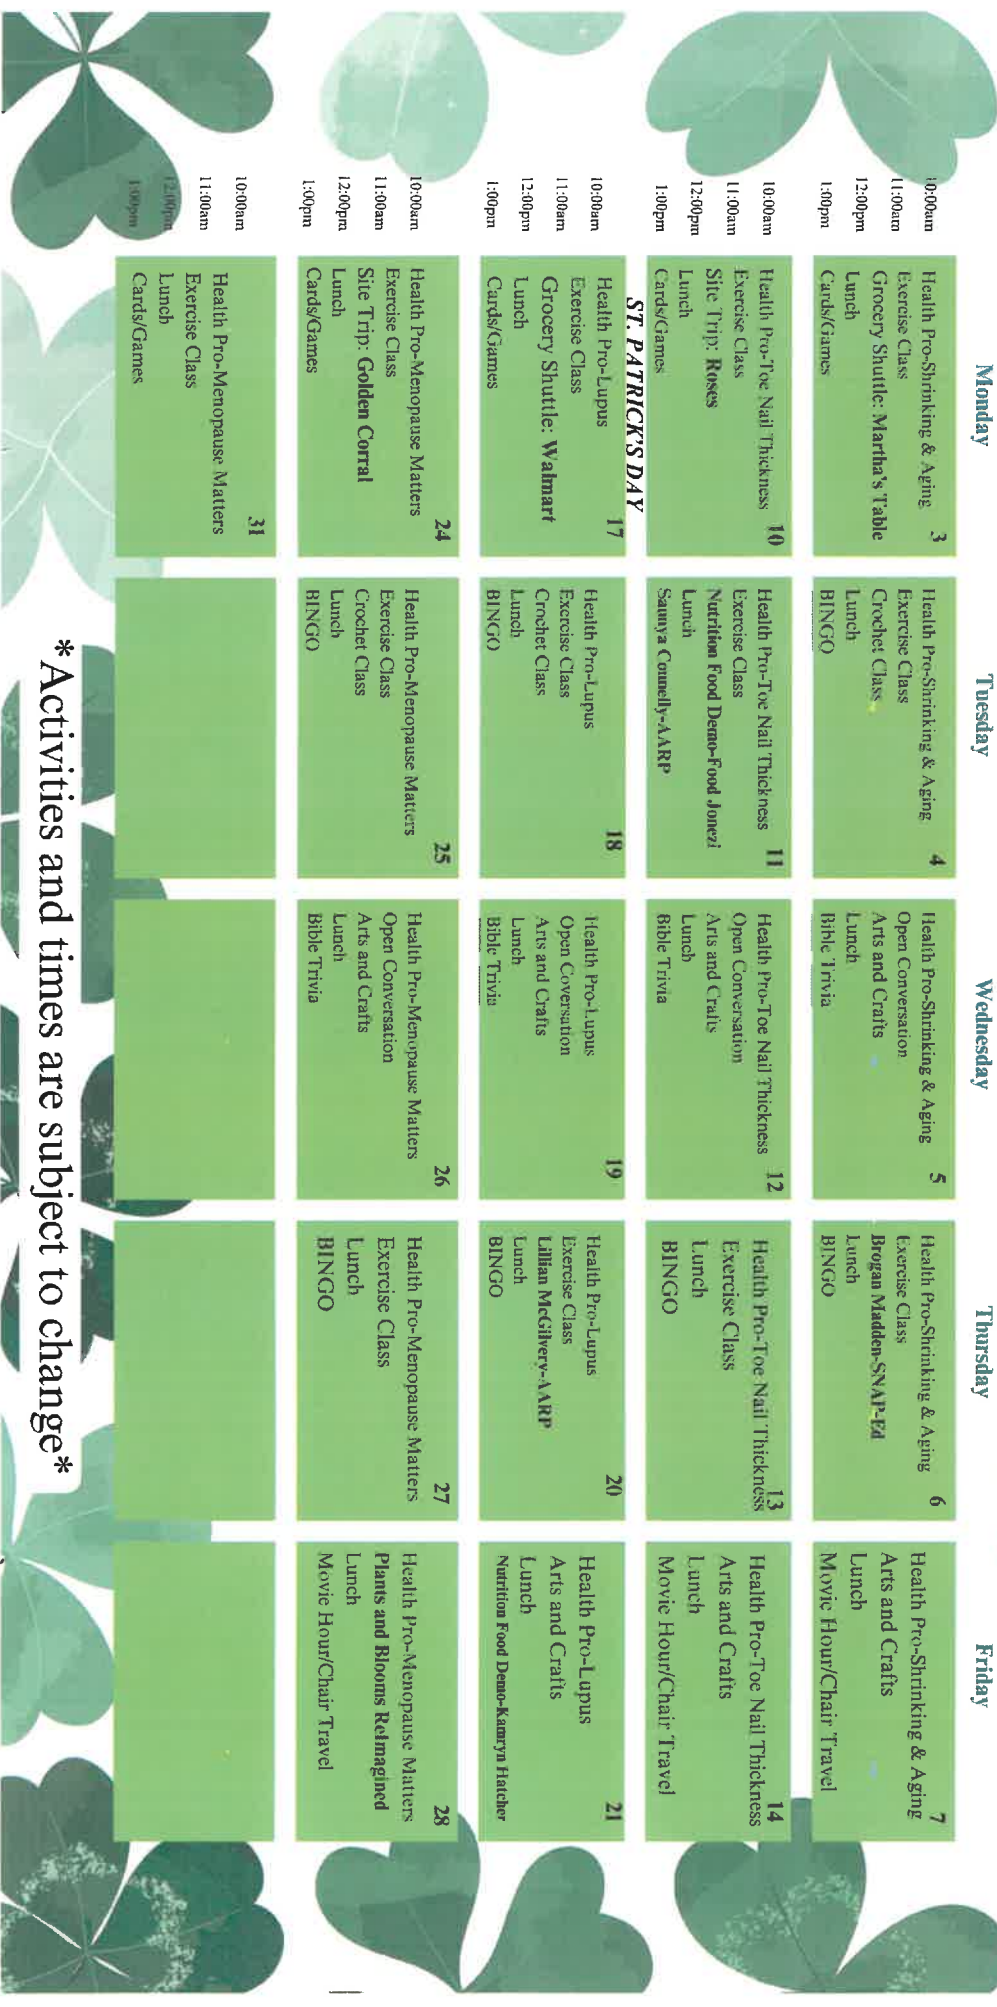 Monday
Tuesday
Wednesday
Thursday
Friday
10:00am
11:00am
12:00pm
1:00pm
3
Health Pro-Shrinking & Aging
Exercise Class
Grocery Shuttle: Martha's Table
Lunch
Cards/Games
4
Health Pro-Shrinking & Aging
Exercise Class
Crochet Class
Lunch
BINGO
5
Health Pro-Shrinking & Aging
Open Conversation
Arts and Crafts
Lunch
Bible Trivia
6
Health Pro-Shrinking & Aging
Exercise Class
Brogan Madden-SNAP-Ed
Lunch
BINGO
7
Health Pro-Shrinking & Aging
Arts and Crafts
Lunch
Movie Hour/Chair Travel
10:00am
11:00am
12:00pm
1:00pm
10
Health Pro-Toe Nail Thickness
Exercise Class
Site Trip: Roses
Lunch
Cards/Games
11
Health Pro-Toe Nail Thickness
Exercise Class
Nutrition Food Demo-Food Jonezi
Lunch
Saunya Connelly-AARP
12
Health Pro-Toe Nail Thickness
Open Conversation
Arts and Crafts
Lunch
Bible Trivia
13
Health Pro-Toe Nail Thickness
Exercise Class
Lunch
BINGO
14
Health Pro-Toe Nail Thickness
Arts and Crafts
Lunch
Movie Hour/Chair Travel
ST. PATRICK'S DAY
10:00am
11:00am
12:00pm
1:00pm
17
Health Pro-Lupus
Exercise Class
Grocery Shuttle: Walmart
Lunch
Cards/Games
18
Health Pro-Lupus
Exercise Class
Crochet Class
Lunch
BINGO
19
Health Pro-Lupus
Open Coversation
Arts and Crafts
Lunch
Bible Trivia
20
Health Pro-Lupus
Exercise Class
Lillian McGilvery-AARP
Lunch
BINGO
21
Health Pro-Lupus
Arts and Crafts
Lunch
Nutrition Food Demo-Kamryn Hatcher
10:00am
11:00am
12:00pm
1:00pm
24
Health Pro-Menopause Matters
Exercise Class
Site Trip: Golden Corral
Lunch
Cards/Games
25
Health Pro-Menopause Matters
Exercise Class
Crochet Class
Lunch
BINGO
26
Health Pro-Menopause Matters
Open Conversation
Arts and Crafts
Lunch
Bible Trivia
27
Health Pro-Menopause Matters
Exercise Class
Lunch
BINGO
28
Health Pro-Menopause Matters
Plants and Blooms ReImagined
Lunch
Movie Hour/Chair Travel
10:00am
11:00am
12:00pm
1:00pm
31
Health Pro-Menopause Matters
Exercise Class
Lunch
Cards/Games
*Activities and times are subject to change*